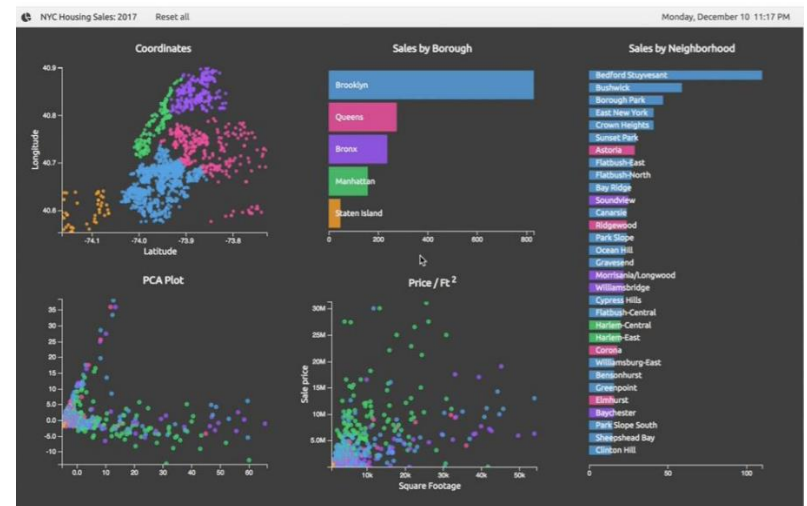 NYC Housing Sales: 2017 Reset all Monday, December 10 11:17 PM
Coordinates
40.9
40.8
40.7
40.6
Longitude
-74.1 -74.0 -73.9 -73.8
Latitude
Sales by Borough
Brooklyn
Queens
Bronx
Manhattan
Staten Island
0 200 400 600 800
Sales by Neighborhood
Bedford Stuyvesant
Bushwick
Borough Park
East New York
Crown Heights
Sunset Park
Astoria
Flatbush-East
Flatbush-North
Bay Ridge
Soundview
Canarsie
Ridgewood
Park Slope
Ocean Hill
Gravesend
Morrisania/Longwood
Williamsbridge
Cypress Hills
Flatbush-Central
Harlem-Central
Harlem-East
Corona
Williamsburg-East
Bensonhurst
Greenpoint
Elmhurst
Baychester
Park Slope South
Sheepshead Bay
Clinton Hill
0 50 100
PCA Plot
35
30
25
20
15
10
5.0
0.0
-5.0
-10
0.0 10 20 30 40 50 60
Price / Ft 2
30M
25M
20M
15M
10M
5.0M
Sale price
10k 20k 30k 40k 50k
Square Footage